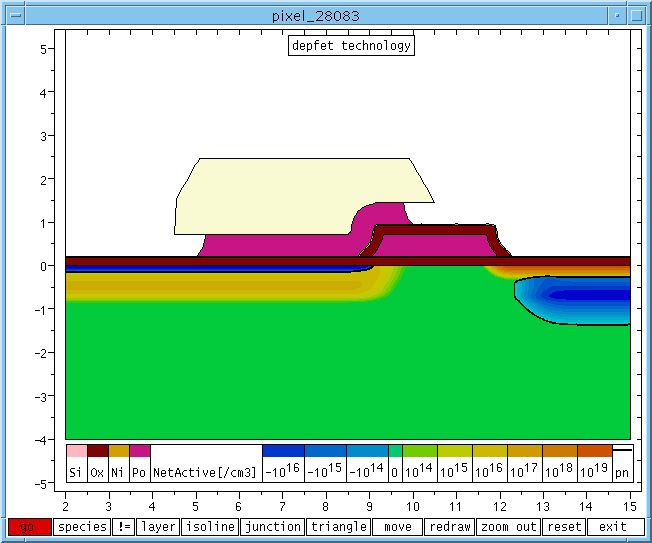 pixel_28083
depfet technology
5
4
3
2
1
0
-1
-2
-3
-4
-5
Si Ox Ni Po NetActive[/cm3] -10^16 -10^15 -10^14 0 10^14 10^15 10^16 10^17 10^18 10^19 pn
2 3 4 5 6 7 8 9 10 11 12 13 14 15
go species != layer isoline junction triangle move redraw zoom out reset exit